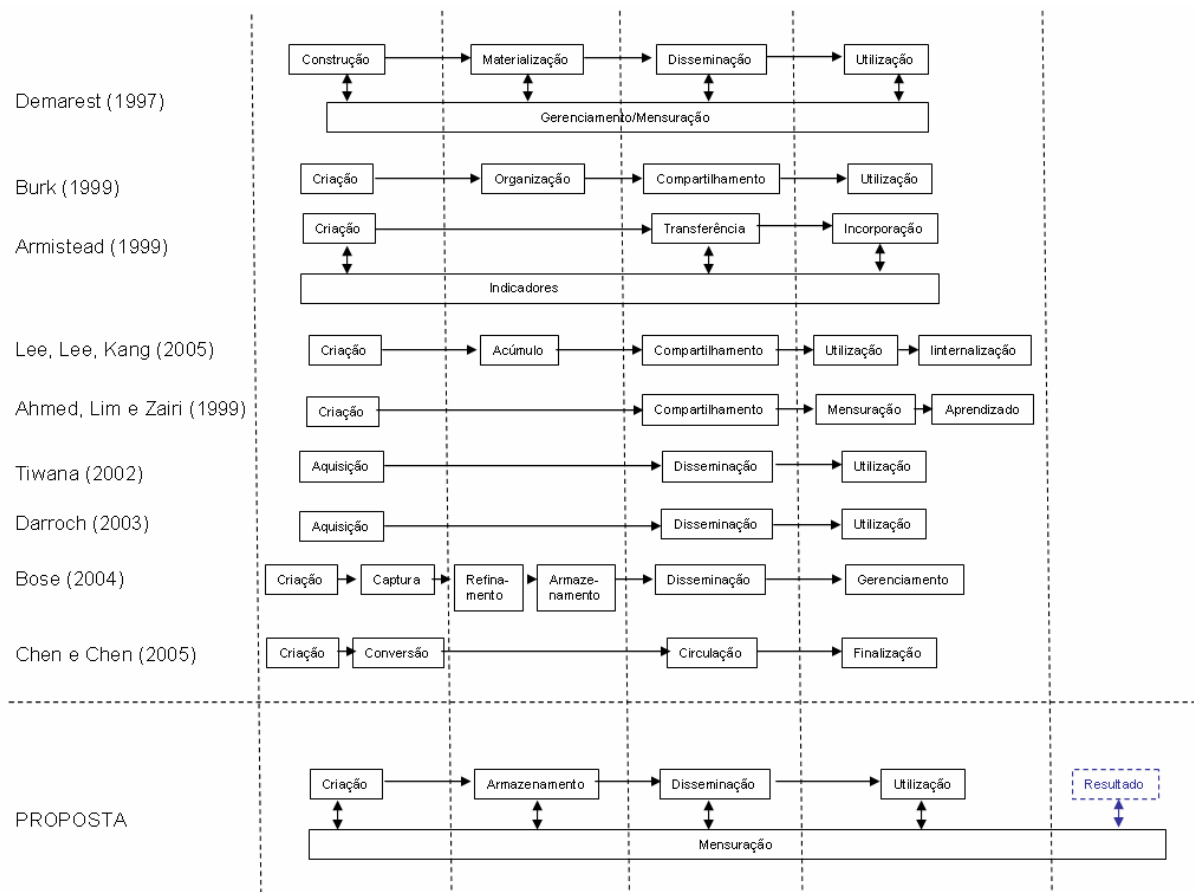 Construção Materialização Disseminação Utilização
Demarest (1997)
Gerenciamento/Mensuração
Burk (1999) Criação Organização Compartilhamento Utilização
Criação Transferência Incorporação
Armistead (1999)
Indicadores
Lee, Lee, Kang (2005) Criação Acúmulo Compartilhamento Utilização Iinternalização
Ahmed, Lim e Zairi (1999) Criação Compartilhamento Mensuração Aprendizado
Tiwana (2002) Aquisição Disseminação Utilização
Darroch (2003) Aquisição Disseminação Utilização
Bose (2004) Criação Captura Refina- Armaze- Disseminação Gerenciamento
mento namento
Chen e Chen (2005) Criação Conversão Circulação Finalização
Criação Armazenamento Disseminação Utilização Resultado
PROPOSTA
Mensuração